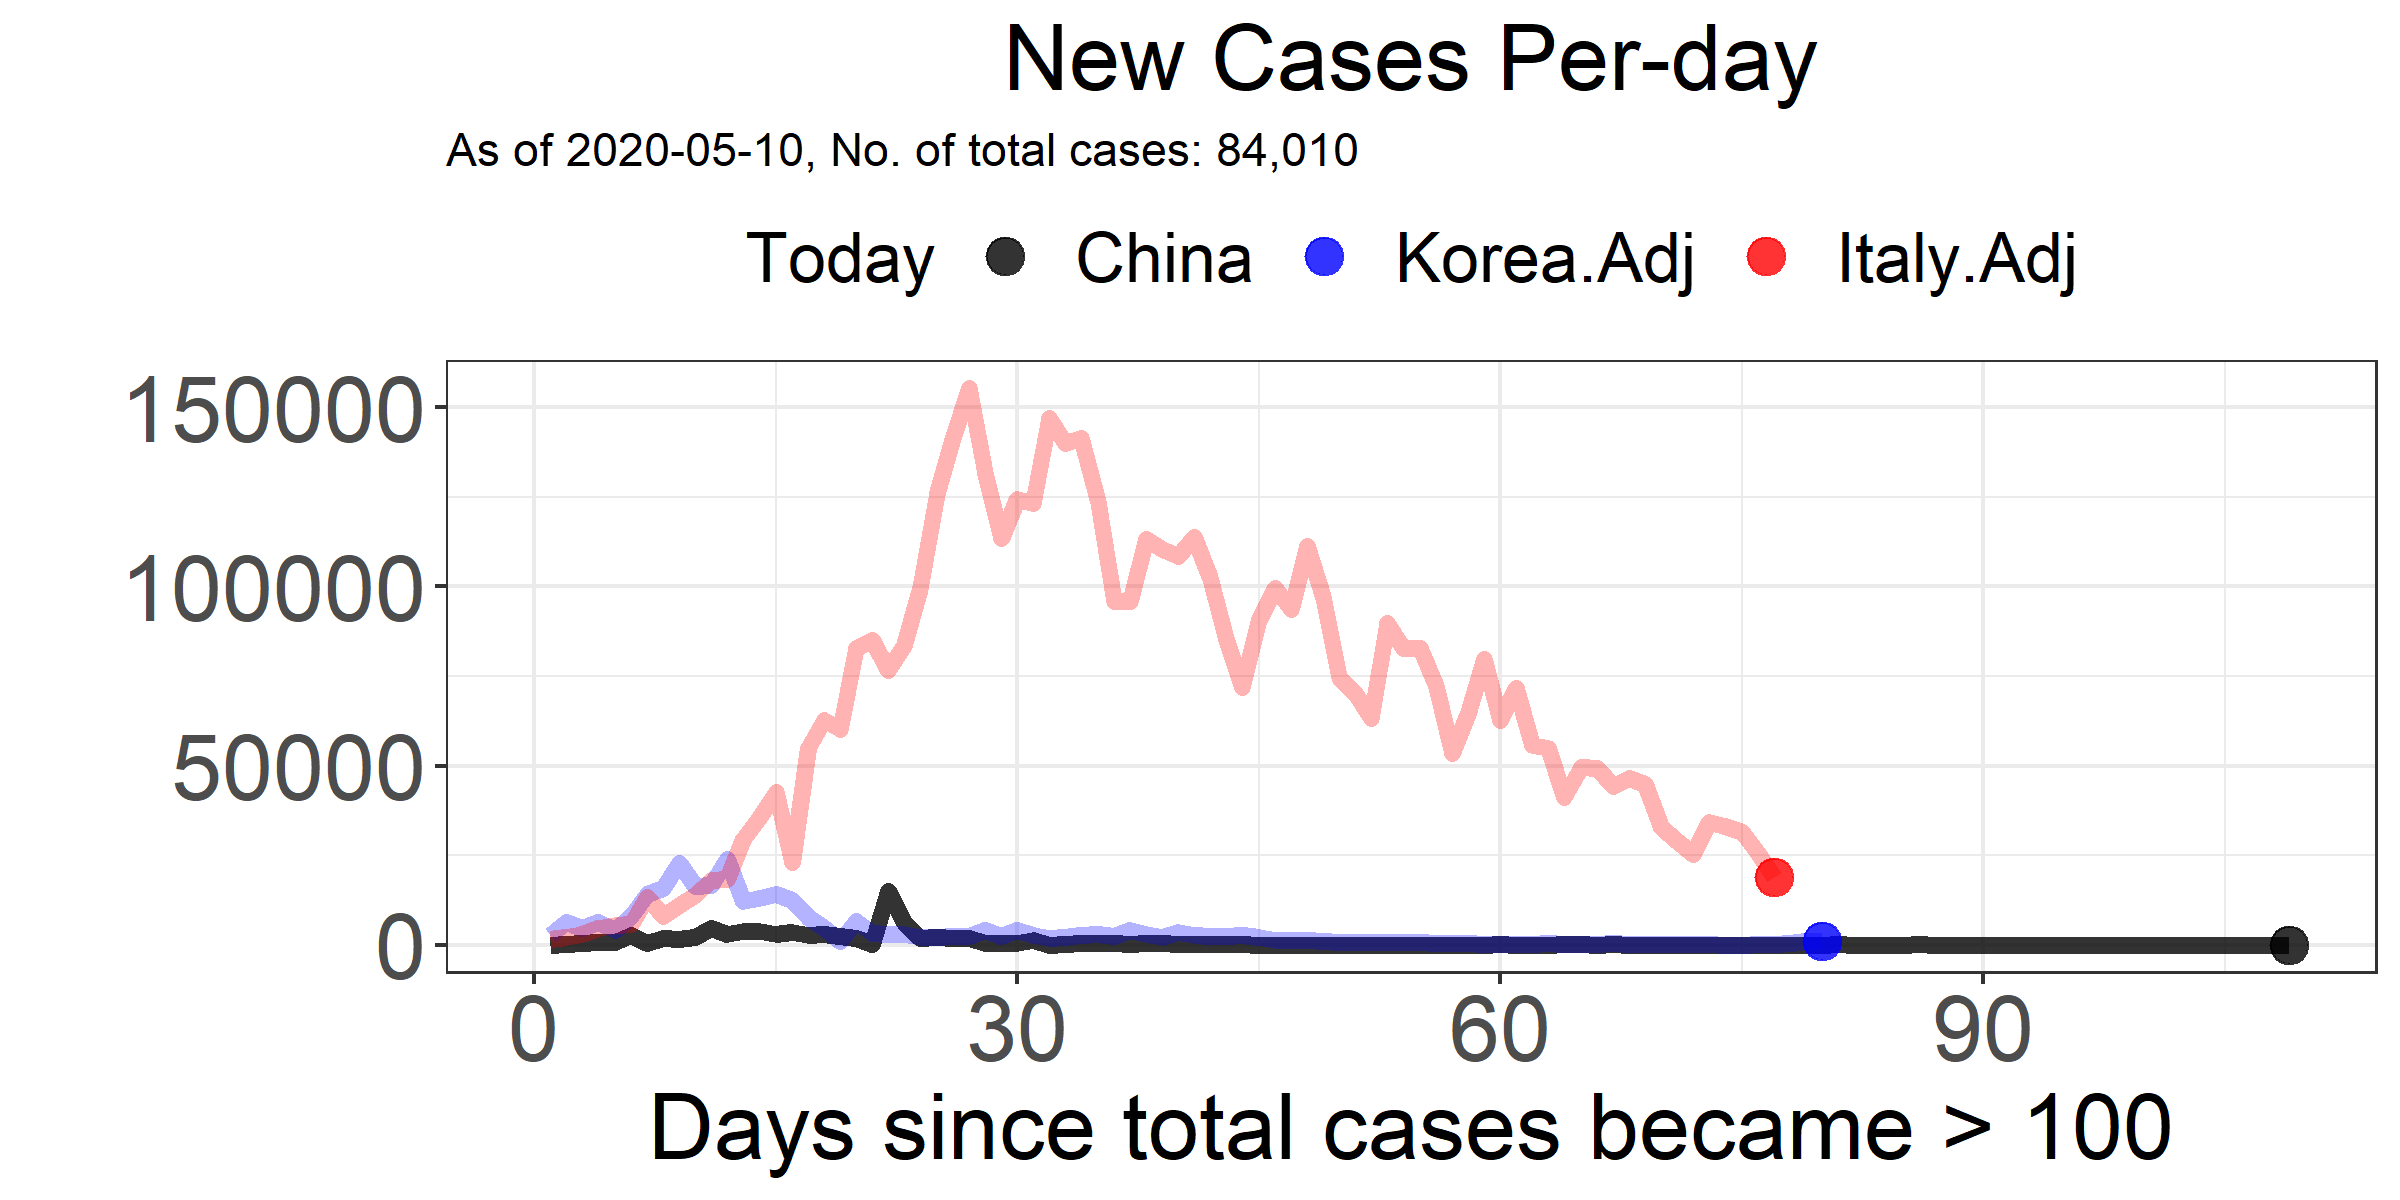 New Cases Per-day
As of 2020-05-10, No. of total cases: 84,010
Today China Korea.Adj Italy.Adj
150000
100000
50000
0
0 30 60 90
Days since total cases became > 100